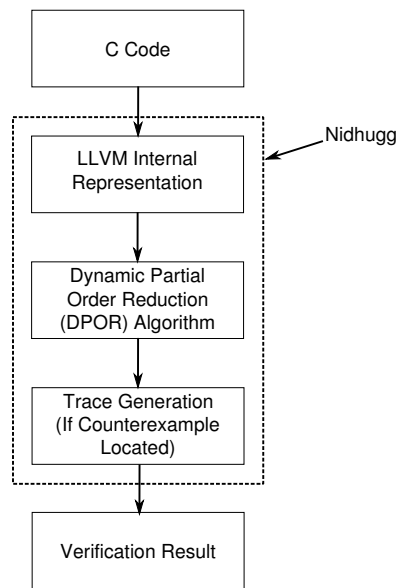 C Code
Nidhugg
LLVM Internal
Representation
Dynamic Partial
Order Reduction
(DPOR) Algorithm
Trace Generation
(If Counterexample
Located)
Verification Result